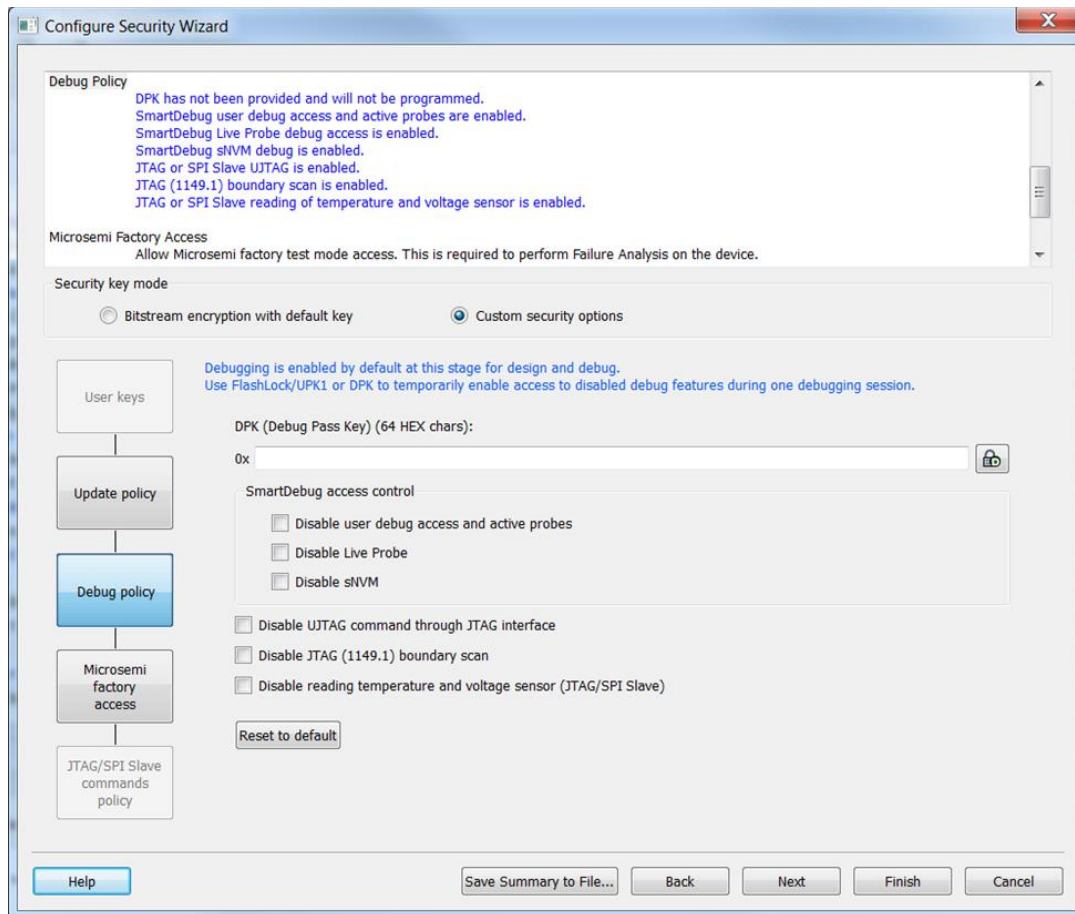 Configure Security Wizard
Debug Policy
DPK has not been provided and will not be programmed.
SmartDebug user debug access and active probes are enabled.
SmartDebug Live Probe debug access is enabled.
SmartDebug sNVM debug is enabled.
JTAG or SPI Slave UJTAG is enabled.
JTAG (1149.1) boundary scan is enabled.
JTAG or SPI Slave reading of temperature and voltage sensor is enabled.
Microsemi Factory Access
Allow Microsemi factory test mode access. This is required to perform Failure Analysis on the device.
Security key mode
Bitstream encryption with default key
Custom security options
User keys
Update policy
Debug policy
Microsemi
factory
access
JTAG/SPI Slave
commands
policy
Debugging is enabled by default at this stage for design and debug.
Use FlashLock/UPK1 or DPK to temporarily enable access to disabled debug features during one debugging session.
DPK (Debug Pass Key) (64 HEX chars):
0x
SmartDebug access control
Disable user debug access and active probes
Disable Live Probe
Disable sNVM
Disable UJTAG command through JTAG interface
Disable JTAG (1149.1) boundary scan
Disable reading temperature and voltage sensor (JTAG/SPI Slave)
Reset to default
Help
Save Summary to File...
Back
Next
Finish
Cancel